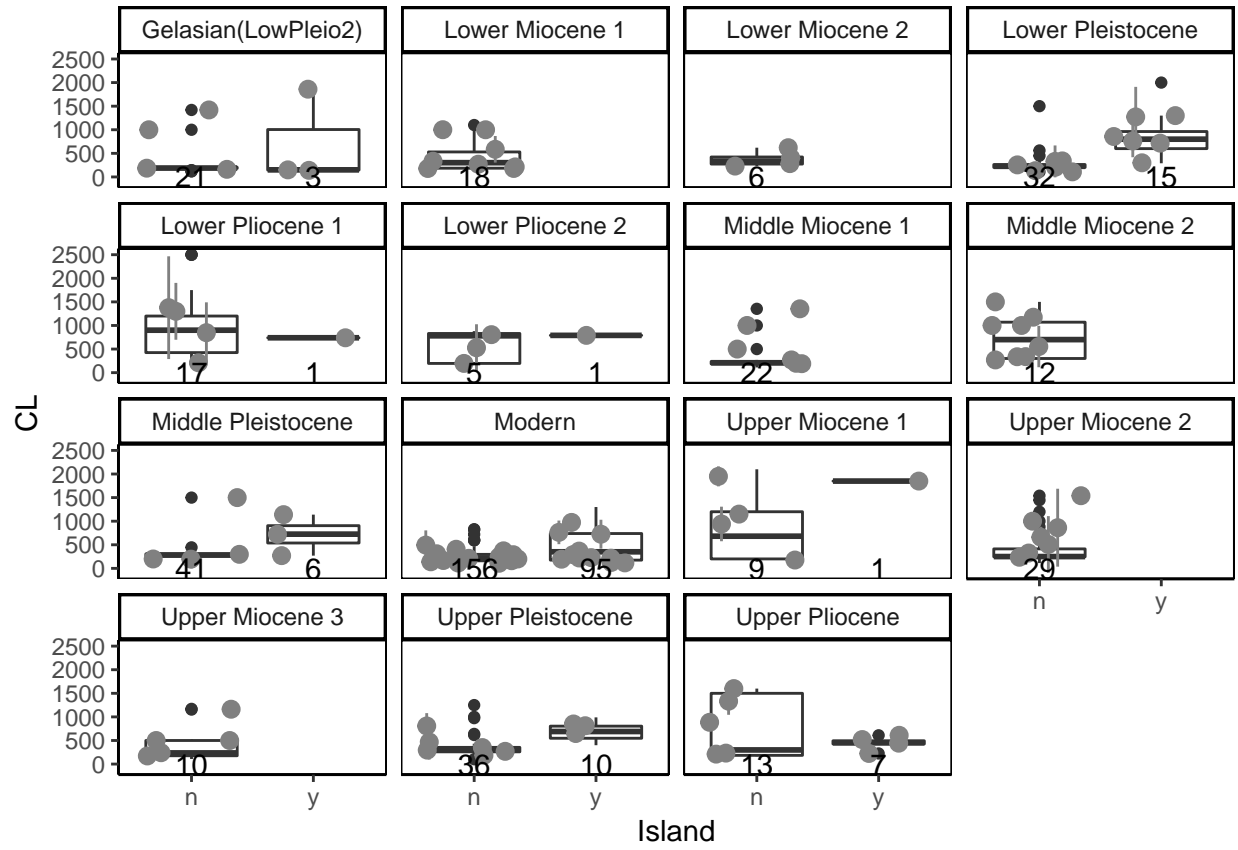 Gelasian(LowPleio2) Lower Miocene 1 Lower Miocene 2 Lower Pleistocene
2500
2000
1500
1000
500
0
21 3 18 6 32 15
Lower Pliocene 1 Lower Pliocene 2 Middle Miocene 1 Middle Miocene 2
2500
2000
1500
1000
500
0
17 1 5 1 22 12
CL
Middle Pleistocene Modern Upper Miocene 1 Upper Miocene 2
2500
2000
1500
1000
500
0
41 6 156 95 9 1 29
n y
Upper Miocene 3 Upper Pleistocene Upper Pliocene
2500
2000
1500
1000
500
0
10 36 10 13 7
n y n y n y
Island